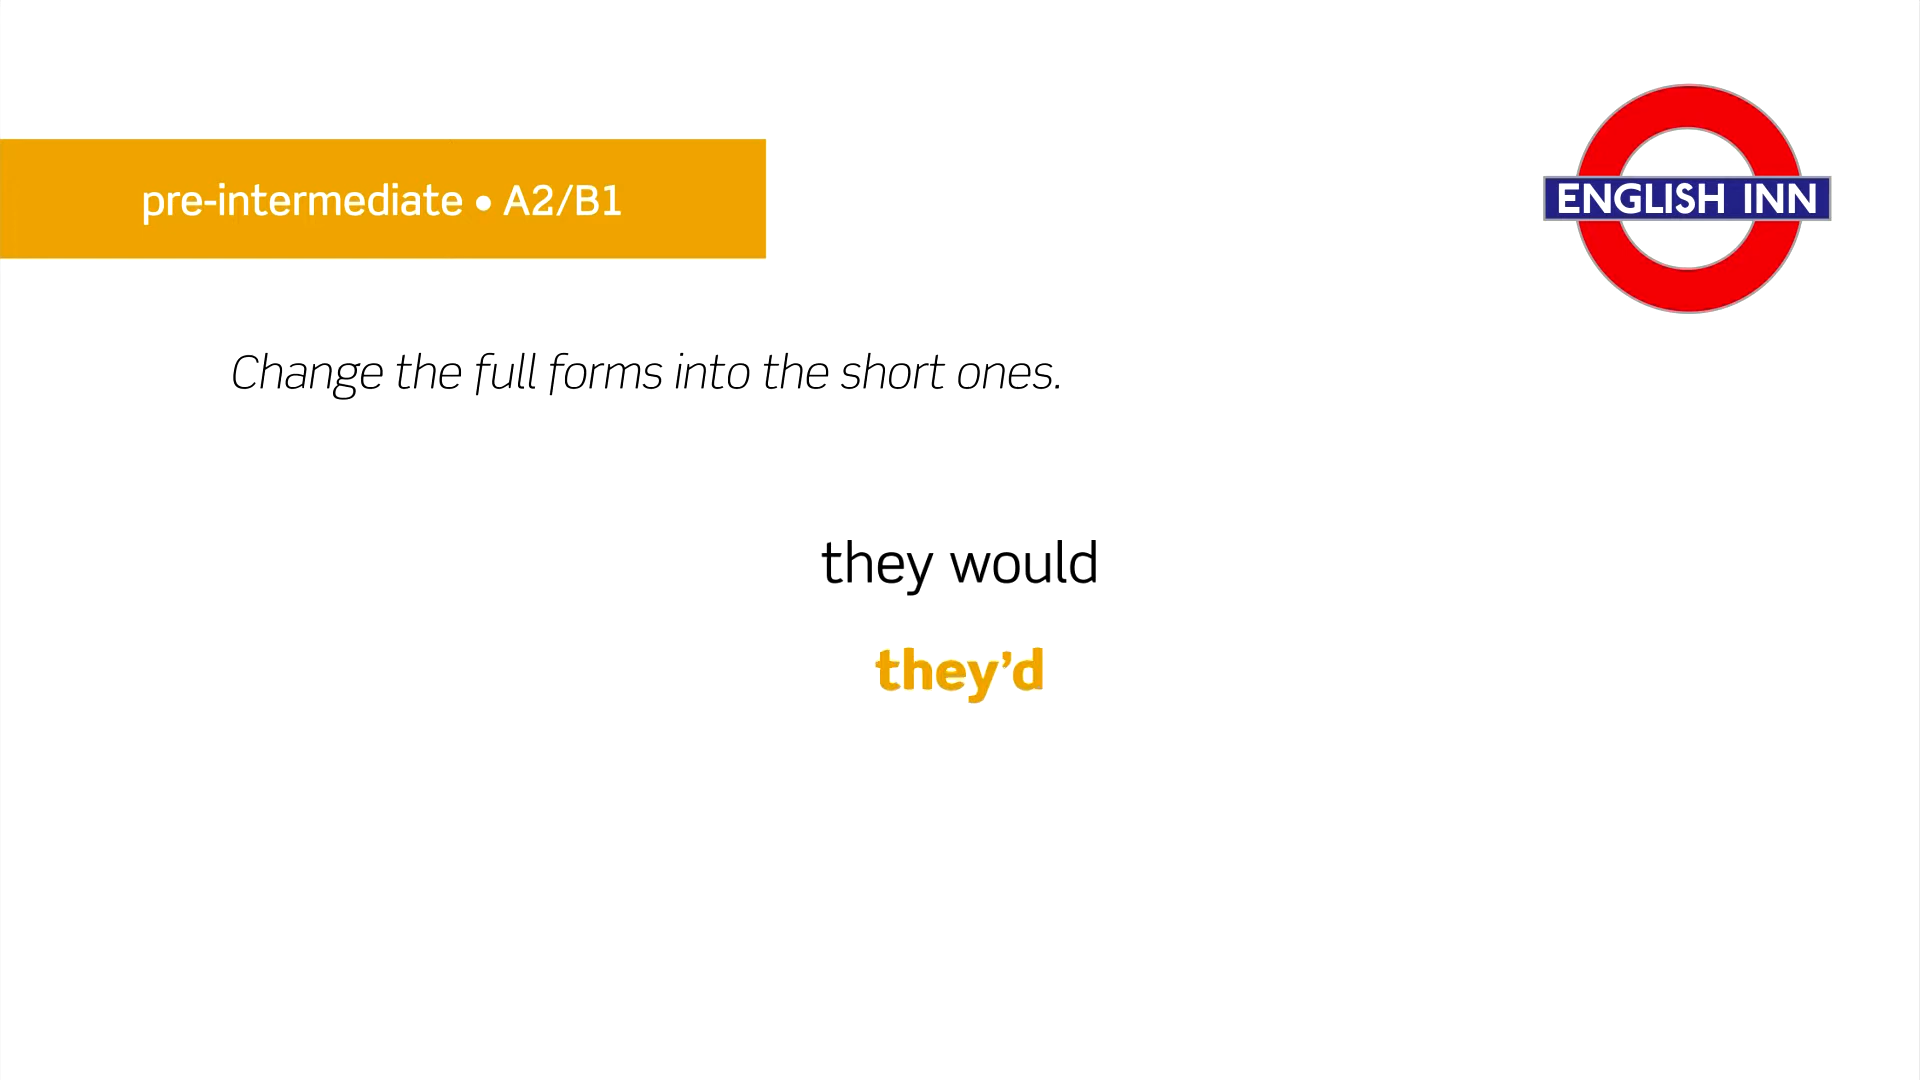 pre-intermediate • A2/B1
ENGLISH INN
Change the full forms into the short ones.
they would
they’d